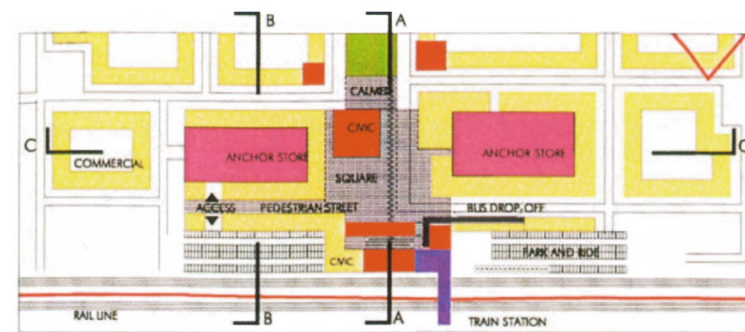 B
A
CALMED
CIVIC
C
COMMERCIAL
ANCHOR STORE
ANCHOR STORE
C
SQUARE
ACCESS
PEDESTRIAN STREET
BUS DROP, OFF
PARK AND RIDE
CIVIC
RAIL LINE
B
A
TRAIN STATION